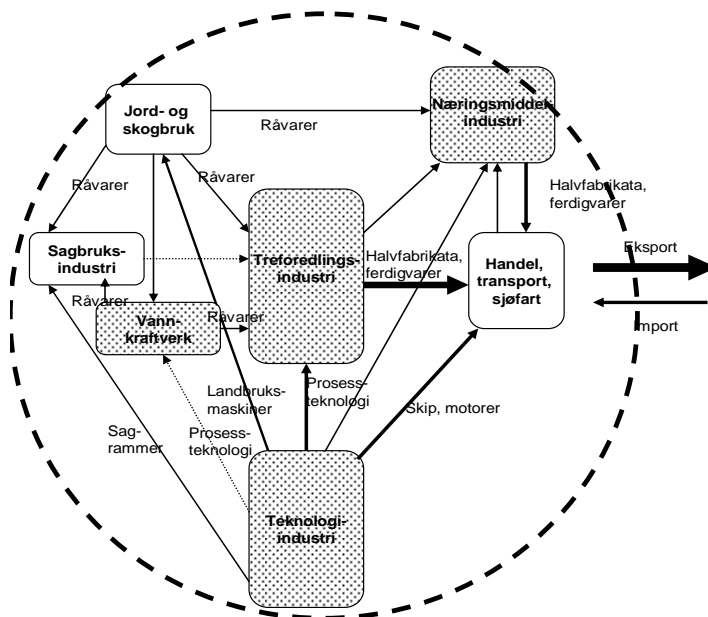 Næringsmiddel-
industri
Jord- og
skogbruk
Råvarer
Råvarer
Råvarer
Halvfabrikata,
ferdigvarer
Sagbruks-
industri
Treforedlings-
industri
Halvfabrikata,
ferdigvarer
Handel,
transport,
sjøfart
Eksport
Import
Råvarer
Vann-
kraftverk
Råvarer
Landbruks-
maskiner
Prosess-
teknologi
Skip, motorer
Sag-
rammer
Prosess-
teknologi
Teknologi-
industri